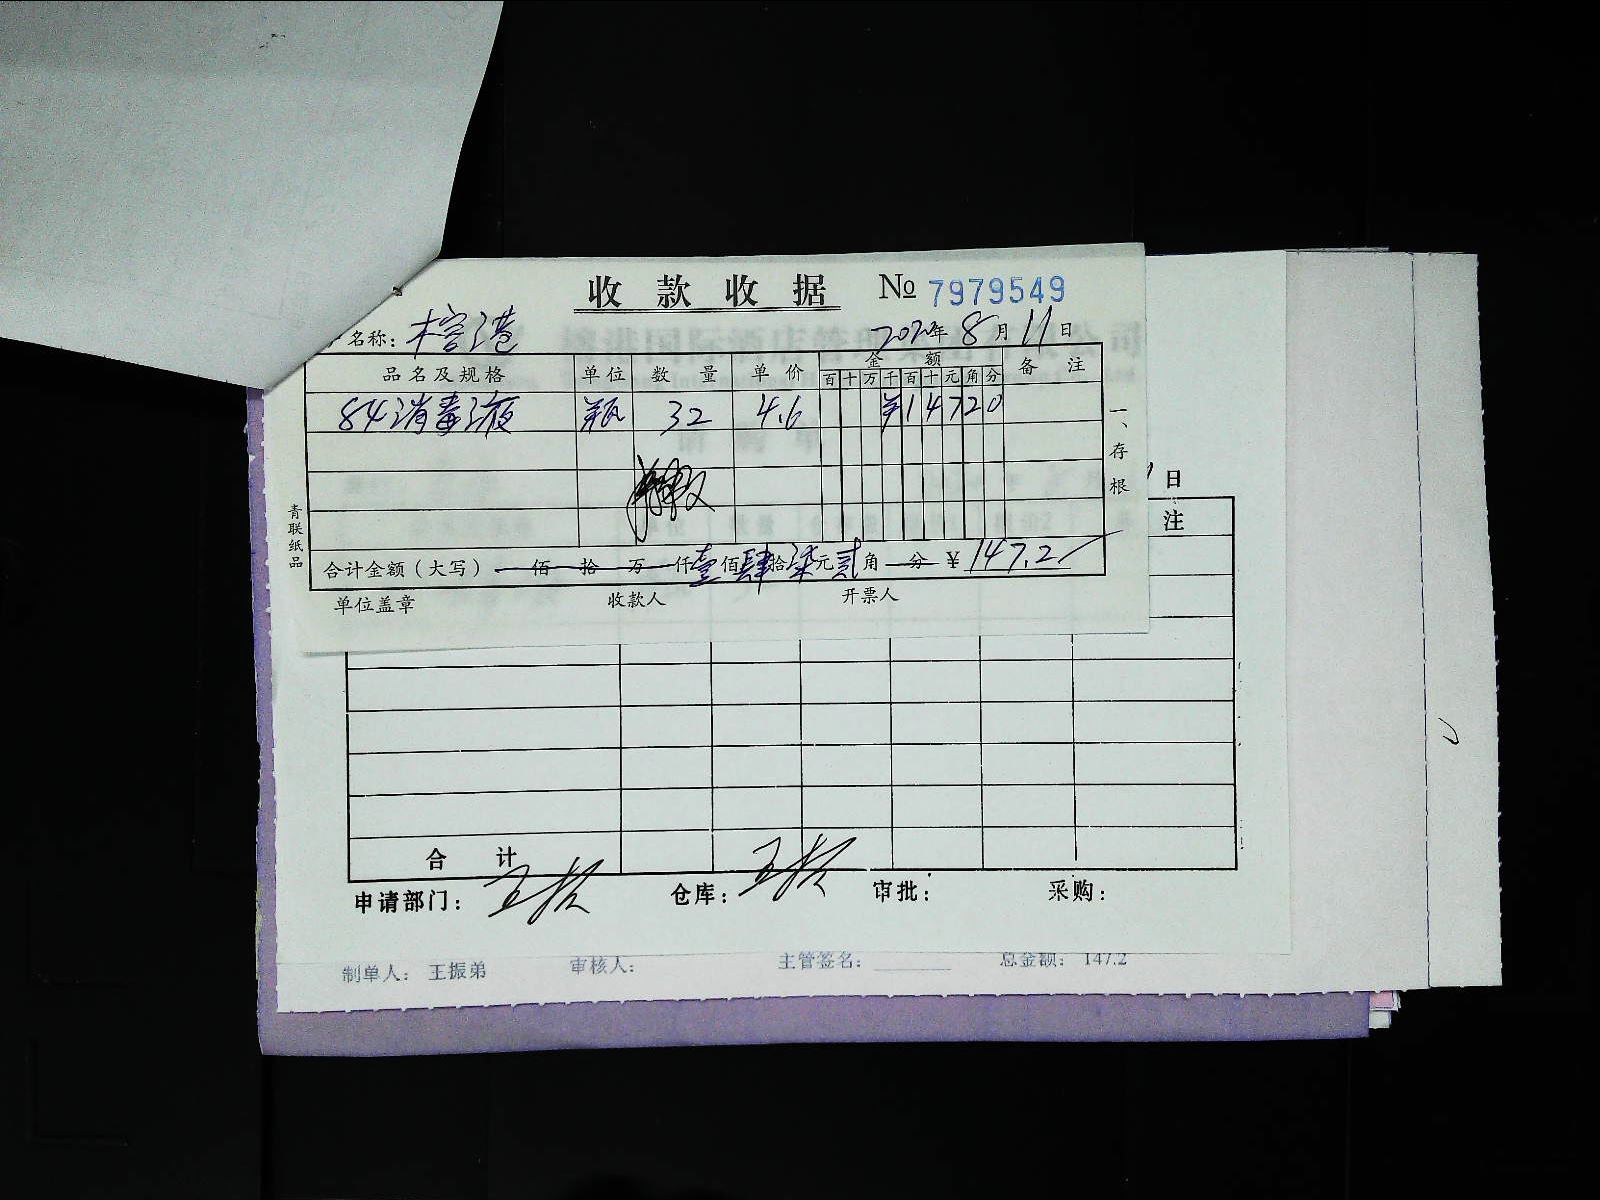 收款收据 № 7979549
名称: 榕港 2020年8月11日
品名及规格 单位 数量 单价 金额 备注
百十万千百十元角分
84消毒液 瓶 32 4.6 ¥14720
一、存根
青联纸品
合计金额（大写） 佰 拾 万 仟壹佰肆拾柒元贰角 分 ¥147.2
单位盖章 收款人 开票人
日
注
合计
申请部门: 仓库: 审批: 采购:
制单人: 王振弟 审核人: 主管签名: 总金额: 147.2